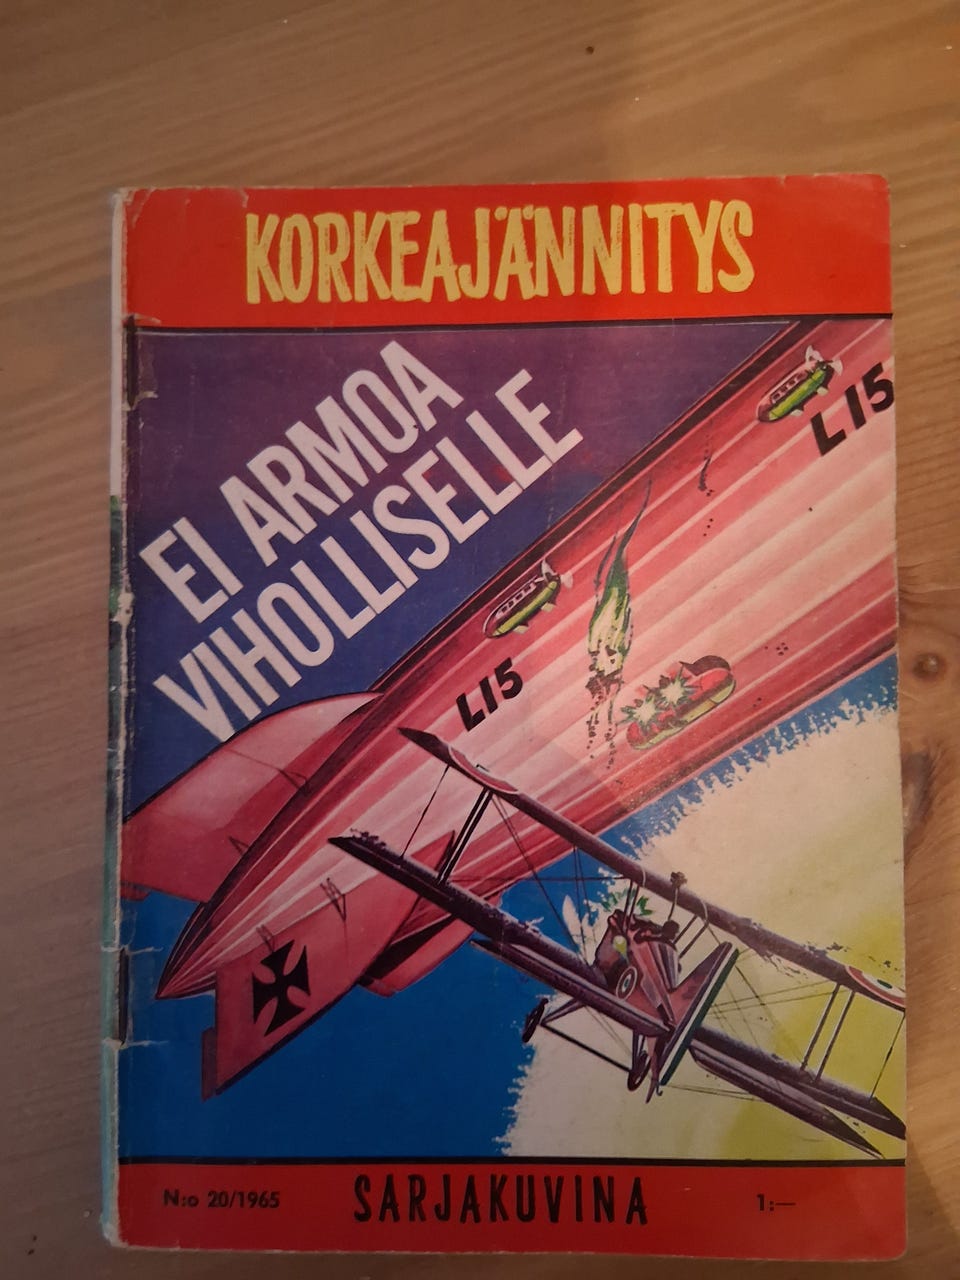 KORKEAJÄNNITYS
EI ARMOA
VIHOLLISELLE
L15
L15
N:o 20/1965
SARJAKUVINA
1:—